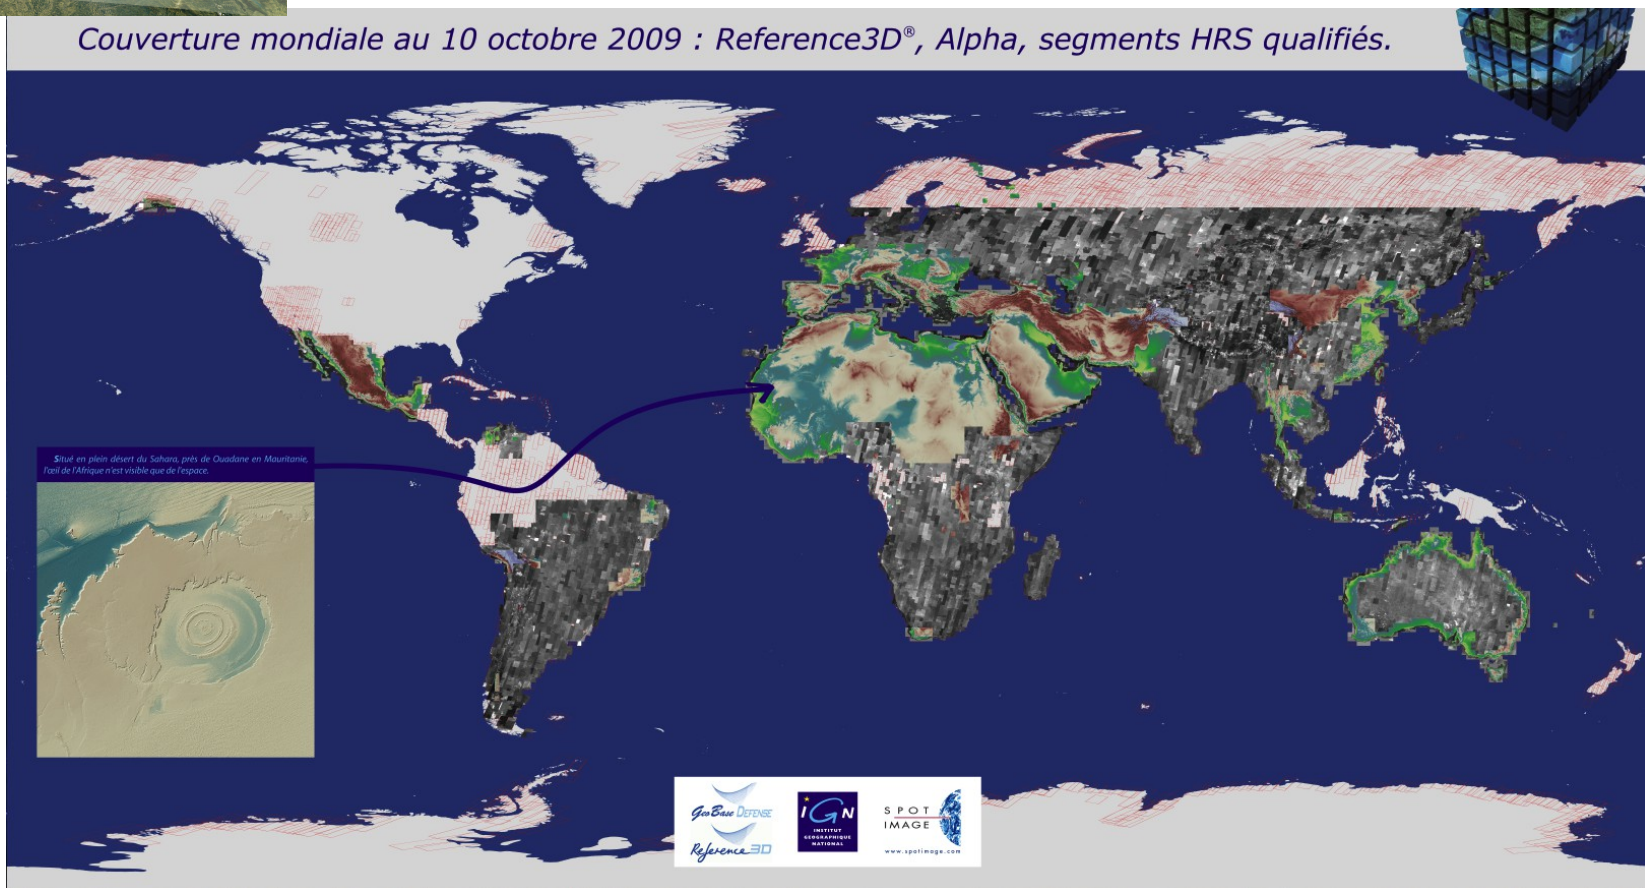 Couverture mondiale au 10 octobre 2009 : Reference3D®, Alpha, segments HRS qualifiés.
Situé en plein désert du Sahara, près de Ouadane en Mauritanie,
l'œil de l'Afrique n'est visible que de l'espace.
GeoBase DEFENSE
Reference 3D
IGN
INSTITUT
GEOGRAPHIQUE
NATIONAL
SPOT
IMAGE
www.spotimage.com